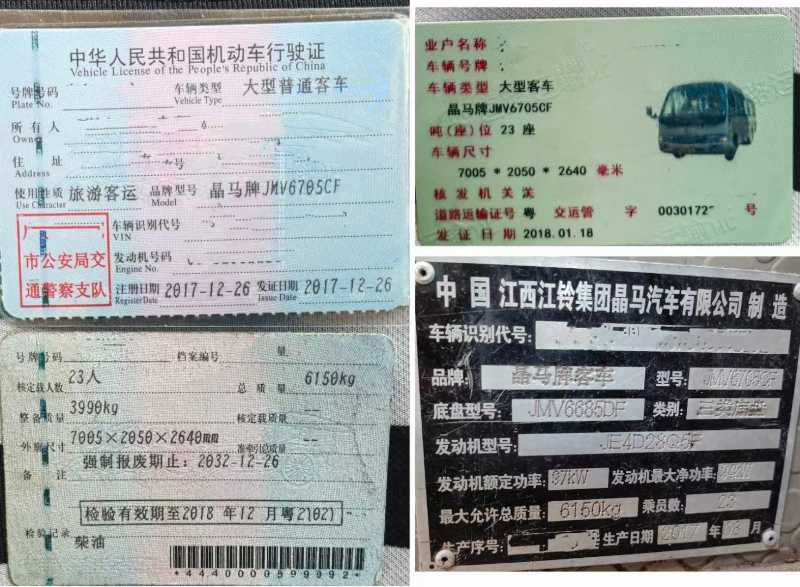 中华人民共和国机动车行驶证
Vehicle License of the People's Republic of China
号牌号码
Plate No.
车辆类型 大型普通客车
Vehicle Type
所有人
Owner
住 址 号
Address
使用性质 旅游客运 品牌型号 晶马牌JMV6705CF
Use Character Model
市公安局交
通警察支队
车辆识别代号
VIN
发动机号码
Engine No.
注册日期 2017-12-26 发证日期 2017-12-26
Register Date Issue Date
号牌号码 档案编号 量
核定载人数 23人 总 质 量 6150kg
整备质量 3990kg 核定载质量 --
外廓尺寸 7005×2050×2640mm 准牵引总质量 --
备 注 强制报废期止：2032-12-26
检验有效期至2018 年12 月粤2(02)
检验记录
柴油
*4440000599992*
业户名称
车辆号牌
车辆类型 大型客车
晶马牌JMV6705CF
吨(座)位 23 座
车辆尺寸
7005 * 2050 * 2640 毫米
核发机关
道路运输证号 粤 交运管 字 0030172 号
发证日期 2018.01.18
中国 江西江铃集团晶马汽车有限公司 制造
车辆识别代号:
品牌: 晶马牌客车 型号:
底盘型号: JMV6685DF 类别:
发动机型号: JE4D28Q5F
发动机额定功率: kW 发动机最大净功率: kW
最大允许总质量: 6150kg 乘员数: 23
生产序号: 生产日期 2017 年 月